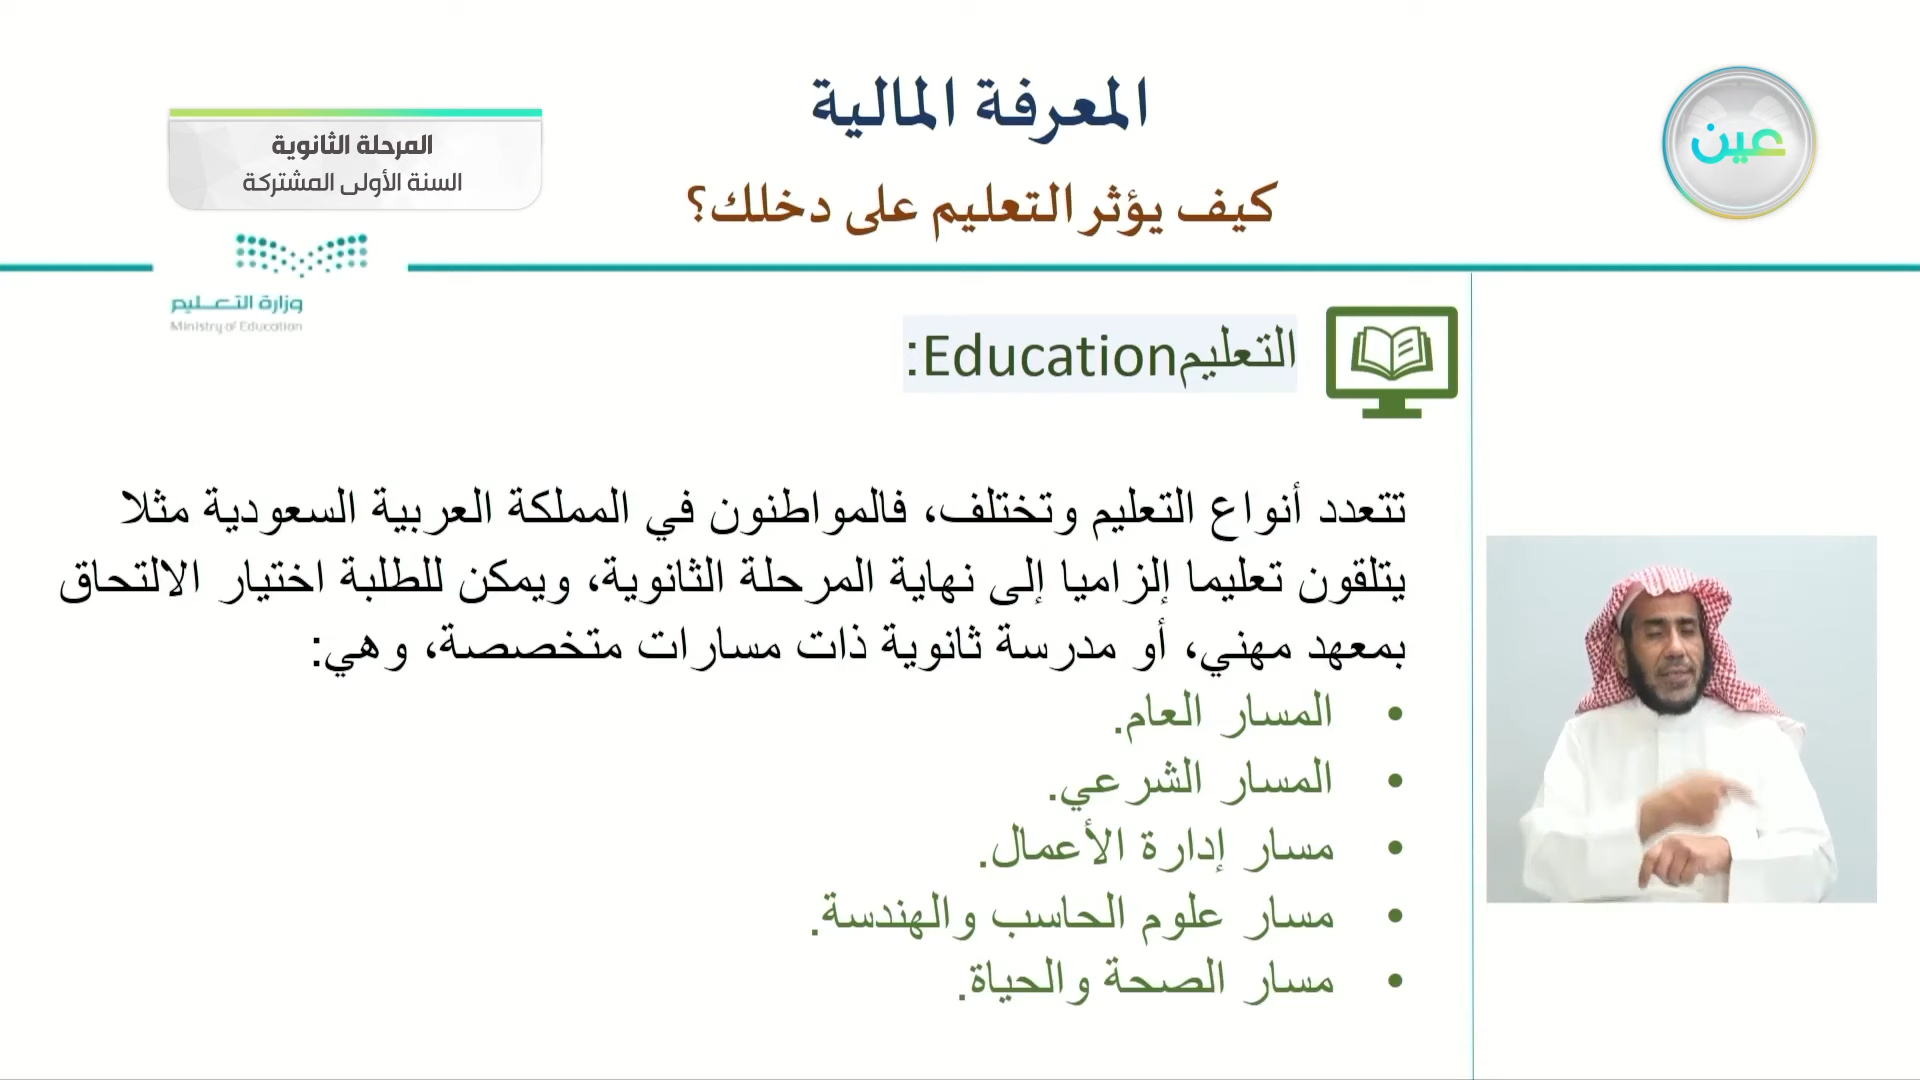 المعرفة المالية
كيف يؤثر التعليم على دخلك؟
عين
المرحلة الثانوية
السنة الأولى المشتركة
وزارة التعـــليم
Ministry of Education
التعليمEducation:
تتعدد أنواع التعليم وتختلف، فالمواطنون في المملكة العربية السعودية مثلا
يتلقون تعليما إلزاميا إلى نهاية المرحلة الثانوية، ويمكن للطلبة اختيار الالتحاق
بمعهد مهني، أو مدرسة ثانوية ذات مسارات متخصصة، وهي:
• المسار العام.
• المسار الشرعي.
• مسار إدارة الأعمال.
• مسار علوم الحاسب والهندسة.
• مسار الصحة والحياة.